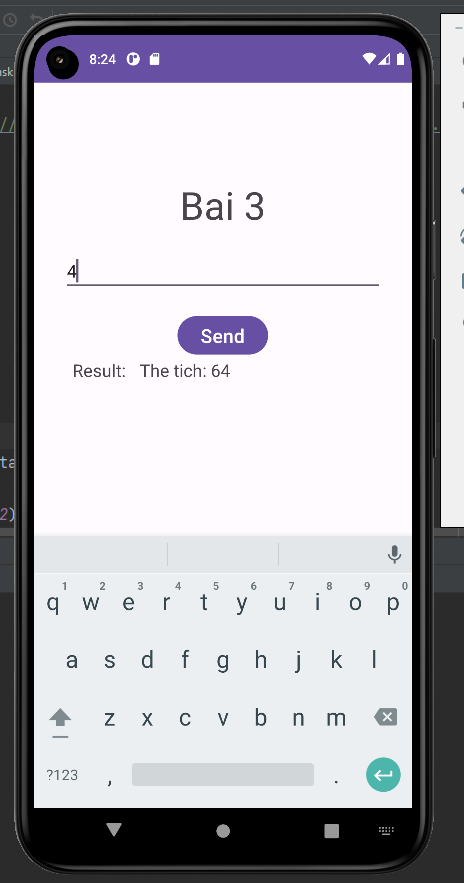 8:24
Bai 3
4
Send
Result: The tich: 64
1 2 3 4 5 6 7 8 9 0
q w e r t y u i o p
a s d f g h j k l
z x c v b n m
?123 , .